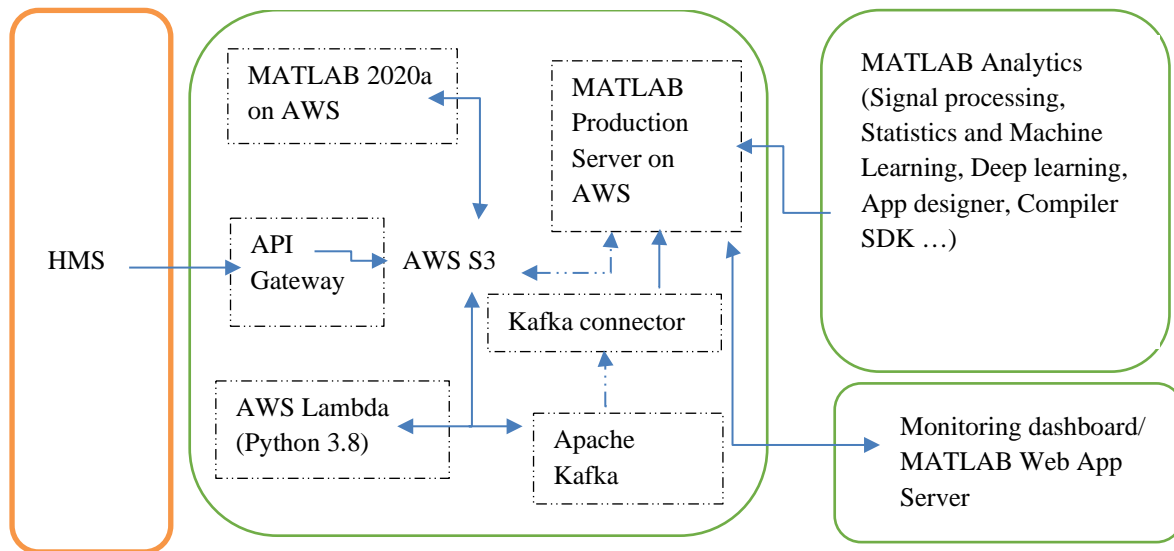 HMS
MATLAB 2020a
on AWS
API
Gateway
AWS S3
AWS Lambda
(Python 3.8)
MATLAB
Production
Server on
AWS
Kafka connector
Apache
Kafka
MATLAB Analytics
(Signal processing,
Statistics and Machine
Learning, Deep learning,
App designer, Compiler
SDK …)
Monitoring dashboard/
MATLAB Web App
Server